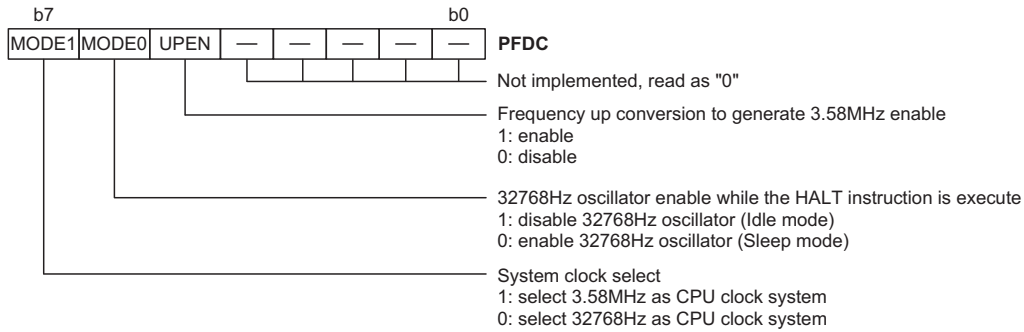 b7 b0
MODE1 MODE0 UPEN — — — — — PFDC
Not implemented, read as "0"
Frequency up conversion to generate 3.58MHz enable
1: enable
0: disable
32768Hz oscillator enable while the HALT instruction is execute
1: disable 32768Hz oscillator (Idle mode)
0: enable 32768Hz oscillator (Sleep mode)
System clock select
1: select 3.58MHz as CPU clock system
0: select 32768Hz as CPU clock system